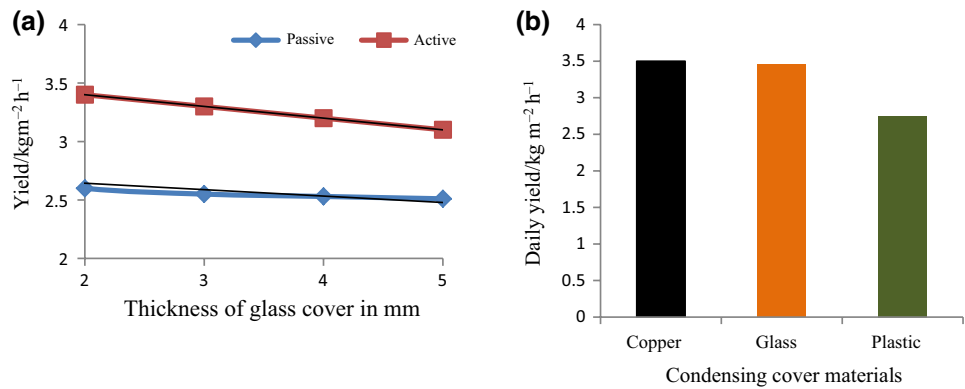 (a)
Passive
Active
Yield/kgm⁻² h⁻¹
4
3.5
3
2.5
2
2
3
4
5
Thickness of glass cover in mm
(b)
Daily yield/kg m⁻² h⁻¹
4
3.5
3
2.5
2
1.5
1
0.5
0
Copper
Glass
Plastic
Condensing cover materials